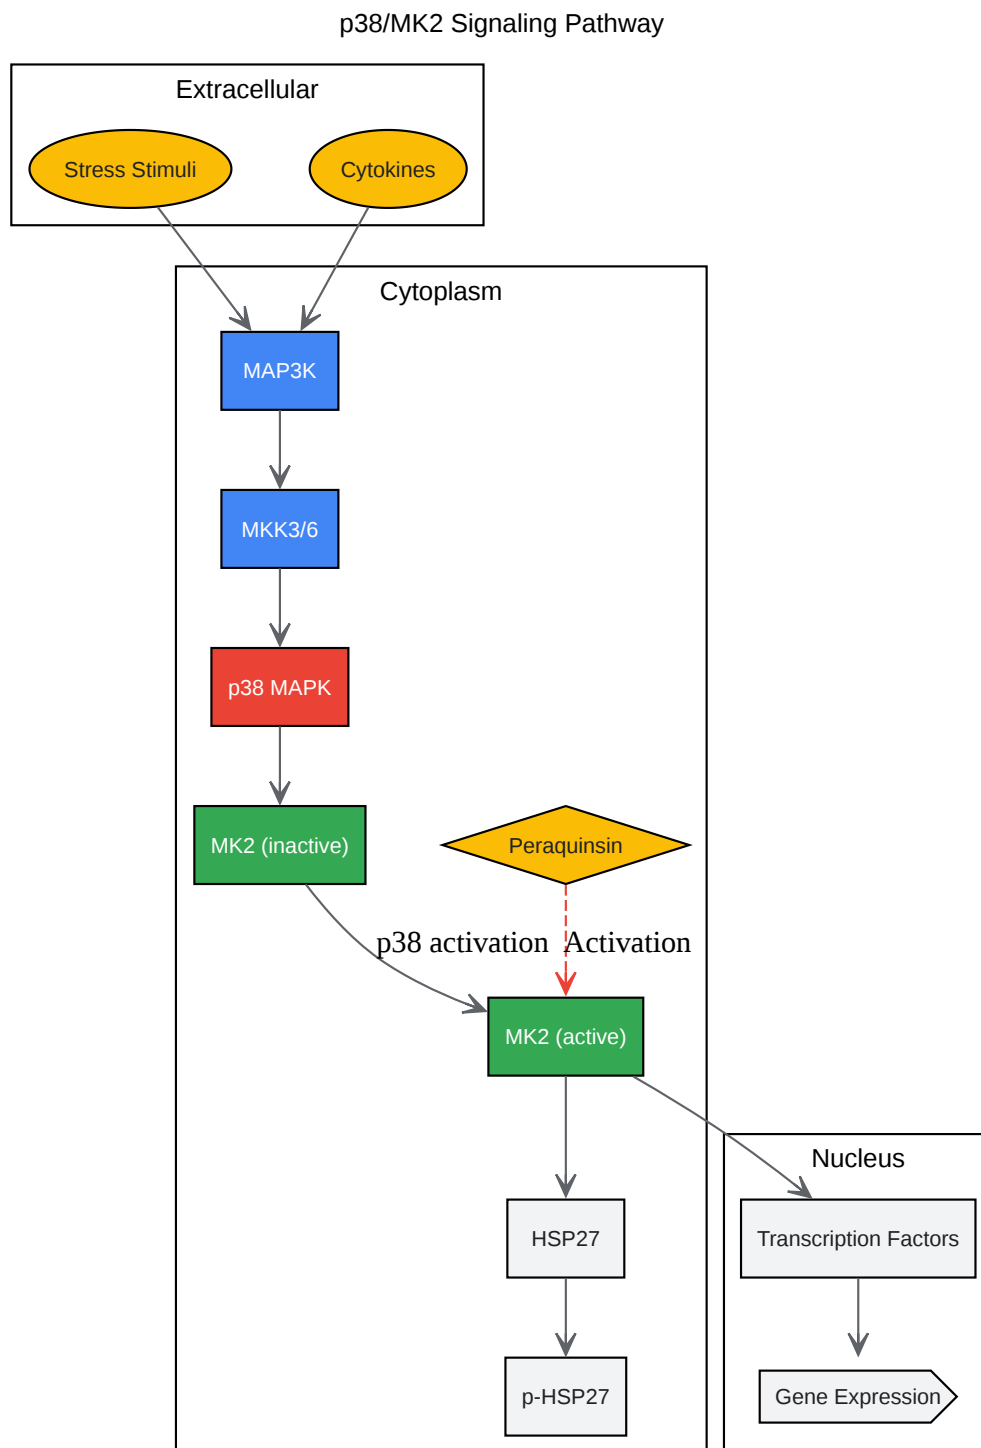 p38/MK2 Signaling Pathway
Extracellular
Stress Stimuli
Cytokines
Cytoplasm
MAP3K
MKK3/6
p38 MAPK
MK2 (inactive)
Peraquinsin
p38 activation
Activation
MK2 (active)
Nucleus
HSP27
Transcription Factors
p-HSP27
Gene Expression